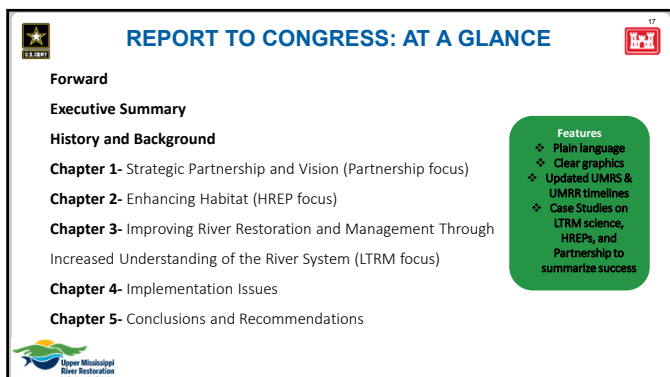 17
REPORT TO CONGRESS: AT A GLANCE
U.S. ARMY
Forward
Executive Summary
History and Background
Chapter 1- Strategic Partnership and Vision (Partnership focus)
Chapter 2- Enhancing Habitat (HREP focus)
Chapter 3- Improving River Restoration and Management Through
Increased Understanding of the River System (LTRM focus)
Chapter 4- Implementation Issues
Chapter 5- Conclusions and Recommendations
Features
❖ Plain language
❖ Clear graphics
❖ Updated UMRS &
UMRR timelines
❖ Case Studies on
LTRM science,
HREPs, and
Partnership to
summarize success
Upper Mississippi
River Restoration